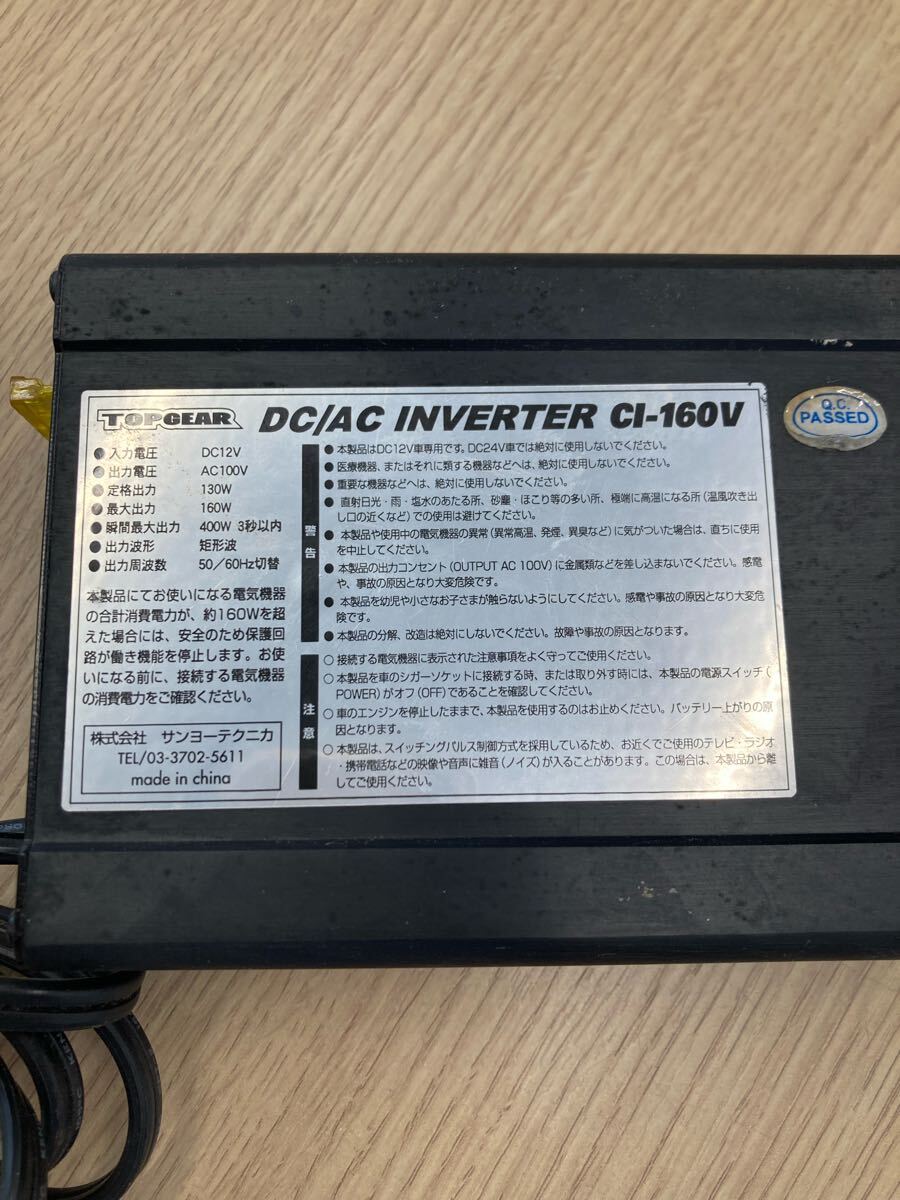 TOPGEAR DC/AC INVERTER CI-160V
Q.C. PASSED
● 入力電圧 DC12V
● 出力電圧 AC100V
● 定格出力 130W
● 最大出力 160W
● 瞬間最大出力 400W 3秒以内
● 出力波形 矩形波
● 出力周波数 50／60Hz切替
本製品にてお使いになる電気機器
の合計消費電力が、約160Wを超
えた場合には、安全のため保護回
路が働き機能を停止します。お使
いになる前に、接続する電気機器
の消費電力をご確認ください。
株式会社 サンヨーテクニカ
TEL/03-3702-5611
made in china
警告
● 本製品はDC12V車専用です。DC24V車では絶対に使用しないでください。
● 医療機器、またはそれに類する機器などへは、絶対に使用しないでください。
● 重要な機器などへは、絶対に使用しないでください。
● 直射日光・雨・塩水のあたる所、砂塵・ほこり等の多い所、極端に高温になる所（温風吹き出
し口の近くなど）での使用は避けてください。
● 本製品や使用中の電気機器の異常（異常高温、発煙、異臭など）に気がついた場合は、直ちに使用
を中止してください。
● 本製品の出力コンセント（OUTPUT AC 100V）に金属類などを差し込まないでください。感電
や、事故の原因となり大変危険です。
● 本製品を幼児や小さなお子さまが触らないようにしてください。感電や事故の原因となり大変危
険です。
● 本製品の分解、改造は絶対にしないでください。故障や事故の原因となります。
注意
○ 接続する電気機器に表示された注意事項をよく守ってご使用ください。
○ 本製品を車のシガーソケットに接続する時、または取り外す時には、本製品の電源スイッチ（
POWER）がオフ（OFF）であることを確認してください。
○ 車のエンジンを停止したままで、本製品を使用するのはお止めください。バッテリー上がりの原
因となります。
○ 本製品は、スイッチングパルス制御方式を採用しているため、お近くでご使用のテレビ・ラジオ
・携帯電話などの映像や音声に雑音（ノイズ）が入ることがあります。この場合は、本製品から離
してご使用ください。